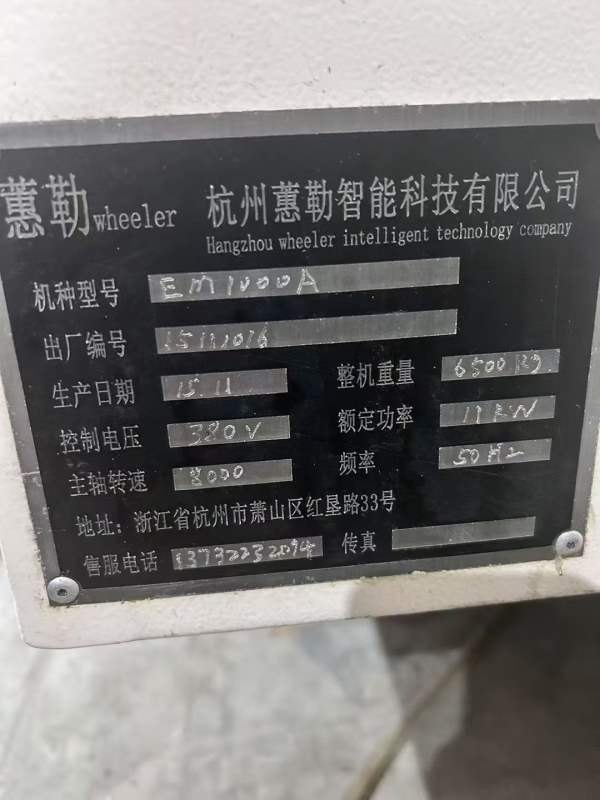 蕙勒wheeler 杭州蕙勒智能科技有限公司
Hangzhou wheeler intelligent technology company
机种型号 EM1000A
出厂编号 15111016
生产日期 15.11 整机重量 6500Kg
控制电压 380V 额定功率 11KW
主轴转速 8000 频率 50Hz
地址：浙江省杭州市萧山区红垦路33号
售服电话 13732232094 传真